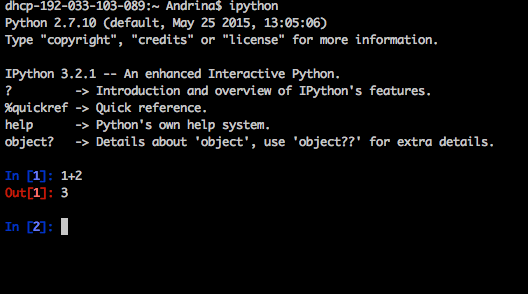 dhcp-192-033-103-089:~ Andrina$ ipython
Python 2.7.10 (default, May 25 2015, 13:05:06)
Type "copyright", "credits" or "license" for more information.
IPython 3.2.1 -- An enhanced Interactive Python.
?         -> Introduction and overview of IPython's features.
%quickref -> Quick reference.
help      -> Python's own help system.
object?   -> Details about 'object', use 'object??' for extra details.
In [1]: 1+2
Out[1]: 3
In [2]: